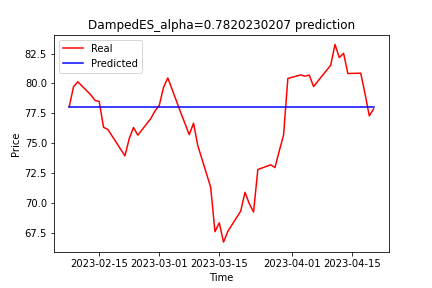 DampedES_alpha=0.7820230207 prediction
Real
Predicted
Price
82.5
80.0
77.5
75.0
72.5
70.0
67.5
2023-02-15
2023-03-01
2023-03-15
2023-04-01
2023-04-15
Time